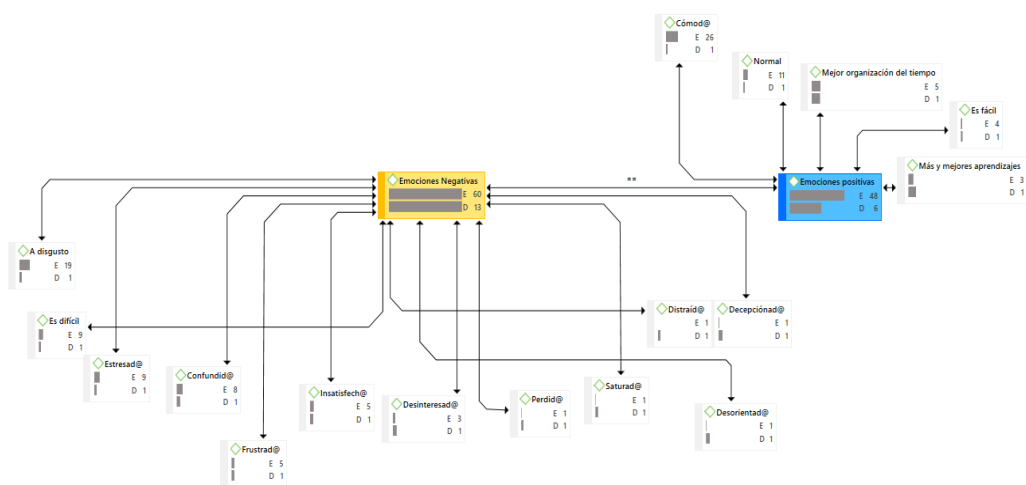 Cómod@
E 26
D 1
Normal
E 11
D 1
Mejor organización del tiempo
E 5
D 1
Es fácil
E 4
D 1
Más y mejores aprendizajes
E 3
D 1
Emociones Negativas
E 60
D 13
**
Emociones positivas
E 48
D 6
A disgusto
E 19
D 1
Es difícil
E 9
D 1
Estresad@
E 9
D 1
Confundid@
E 8
D 1
Frustrad@
E 5
D 1
Insatisfech@
E 5
D 1
Desinteresad@
E 3
D 1
Perdid@
E 1
D 1
Saturad@
E 1
D 1
Distraíd@
E 1
D 1
Decepciónad@
E 1
D 1
Desorientad@
E 1
D 1